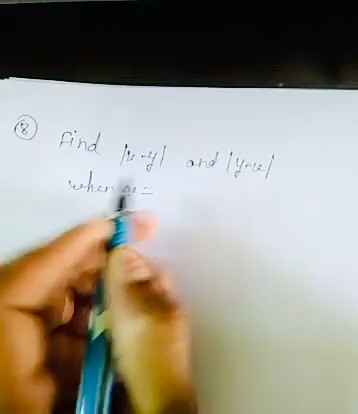 ⑧ Find |x-y| and |y-x|
when x =